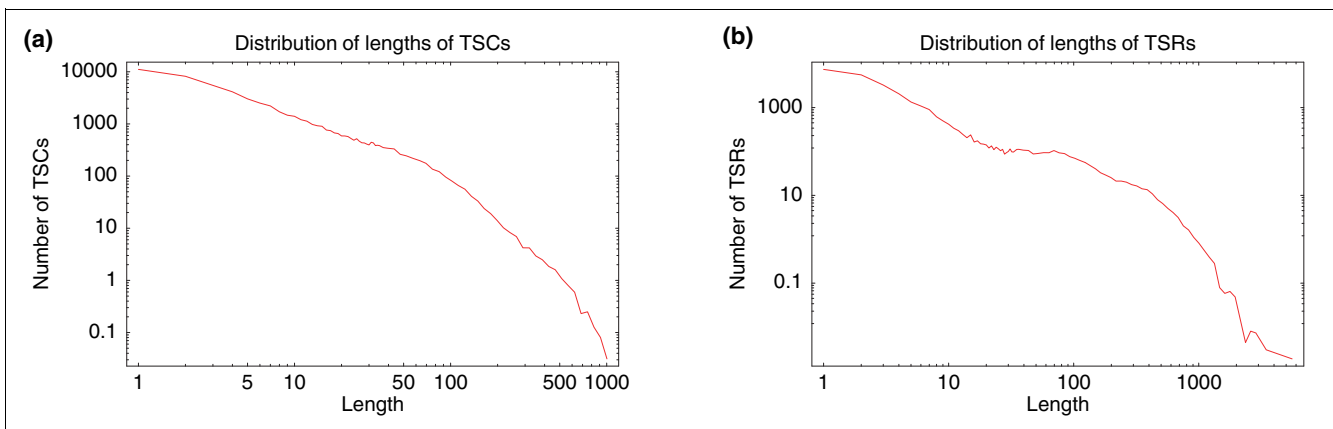 (a)
Distribution of lengths of TSCs
Number of TSCs
10000
1000
100
10
1
0.1
1 5 10 50 100 500 1000
Length
(b)
Distribution of lengths of TSRs
Number of TSRs
1000
10
0.1
1 10 100 1000
Length